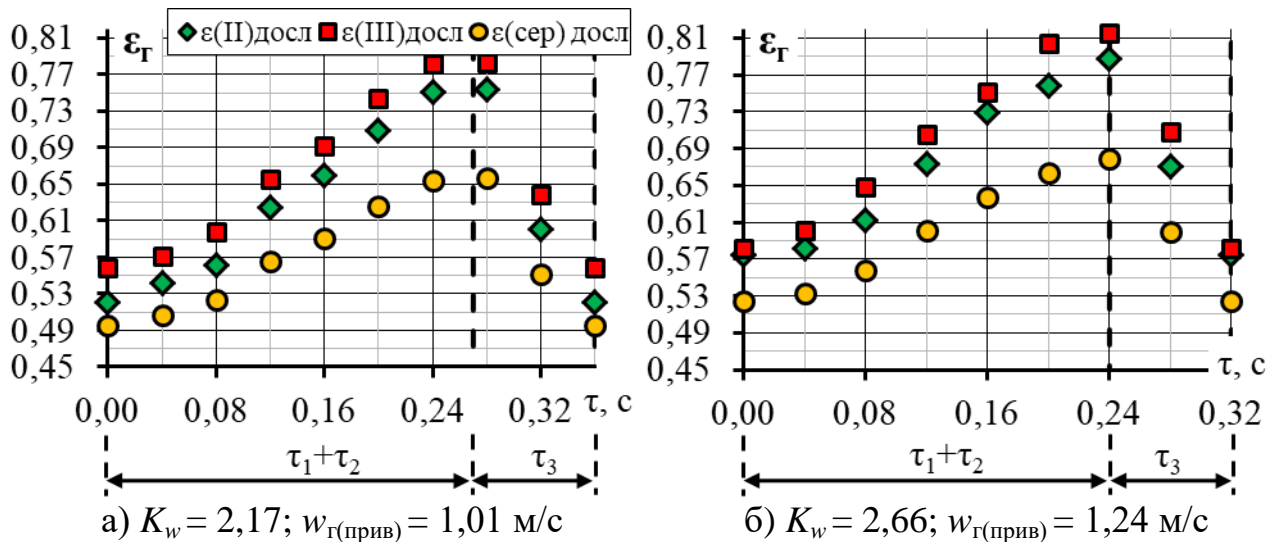 0,81
εг
ε(II)досл ε(III)досл ε(сер) досл
0,77
0,73
0,69
0,65
0,61
0,57
0,53
0,49
0,45
0,00 0,08 0,16 0,24 0,32
τ, с
τ₁+τ₂ τ₃
а) K_w = 2,17; w_г(прив) = 1,01 м/с
0,81
εг
0,77
0,73
0,69
0,65
0,61
0,57
0,53
0,49
0,45
τ, с
0,00 0,08 0,16 0,24 0,32
τ₁+τ₂ τ₃
б) K_w = 2,66; w_г(прив) = 1,24 м/с